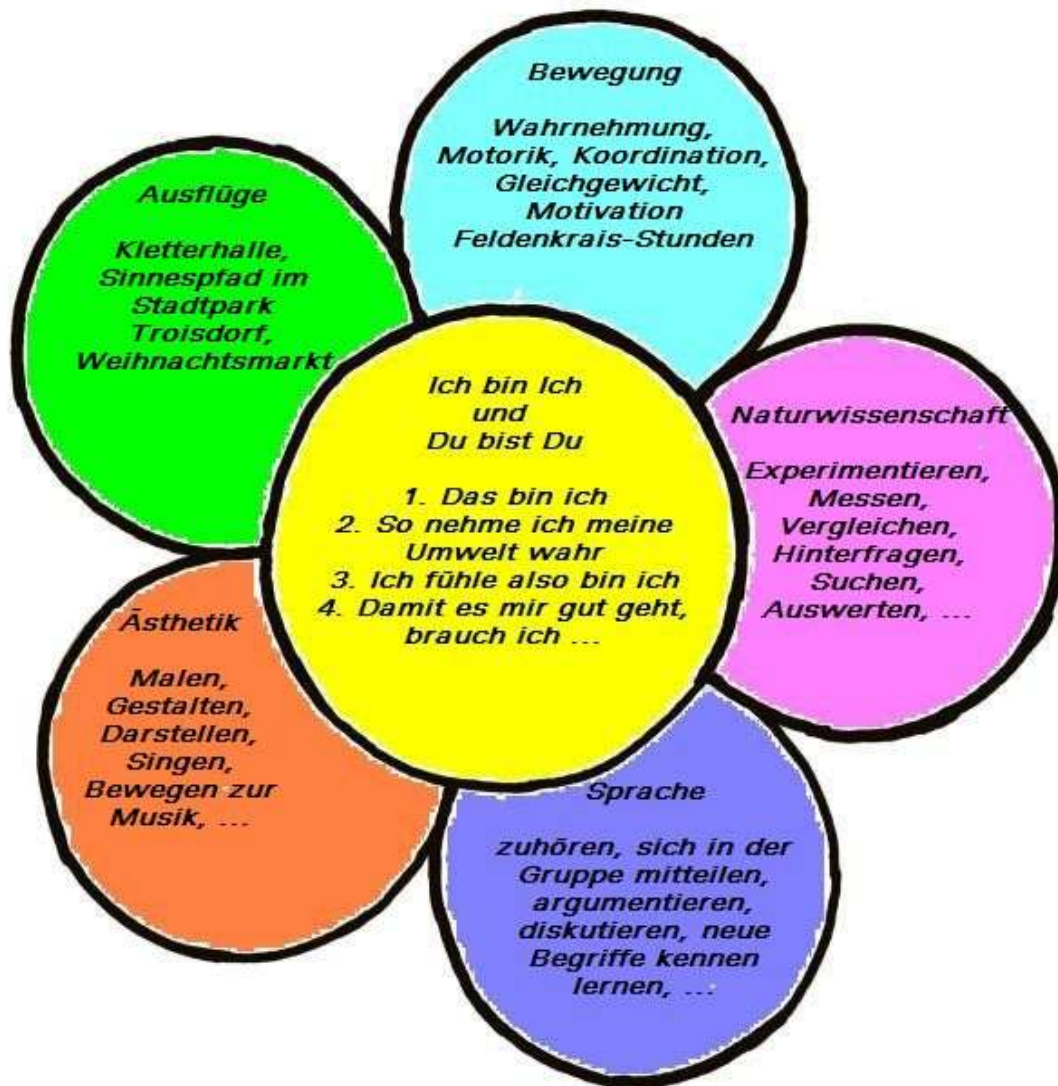 Bewegung
Wahrnehmung,
Motorik, Koordination,
Gleichgewicht,
Motivation
Feldenkrais-Stunden
Ausflüge
Kletterhalle,
Sinnespfad im
Stadtpark
Troisdorf,
Weihnachtsmarkt
Ich bin Ich
und
Du bist Du
1. Das bin ich
2. So nehme ich meine
Umwelt wahr
3. Ich fühle also bin ich
4. Damit es mir gut geht,
brauch ich ...
Naturwissenschaft
Experimentieren,
Messen,
Vergleichen,
Hinterfragen,
Suchen,
Auswerten, ...
Ästhetik
Malen,
Gestalten,
Darstellen,
Singen,
Bewegen zur
Musik, ...
Sprache
zuhören, sich in der
Gruppe mitteilen,
argumentieren,
diskutieren, neue
Begriffe kennen
lernen, ...